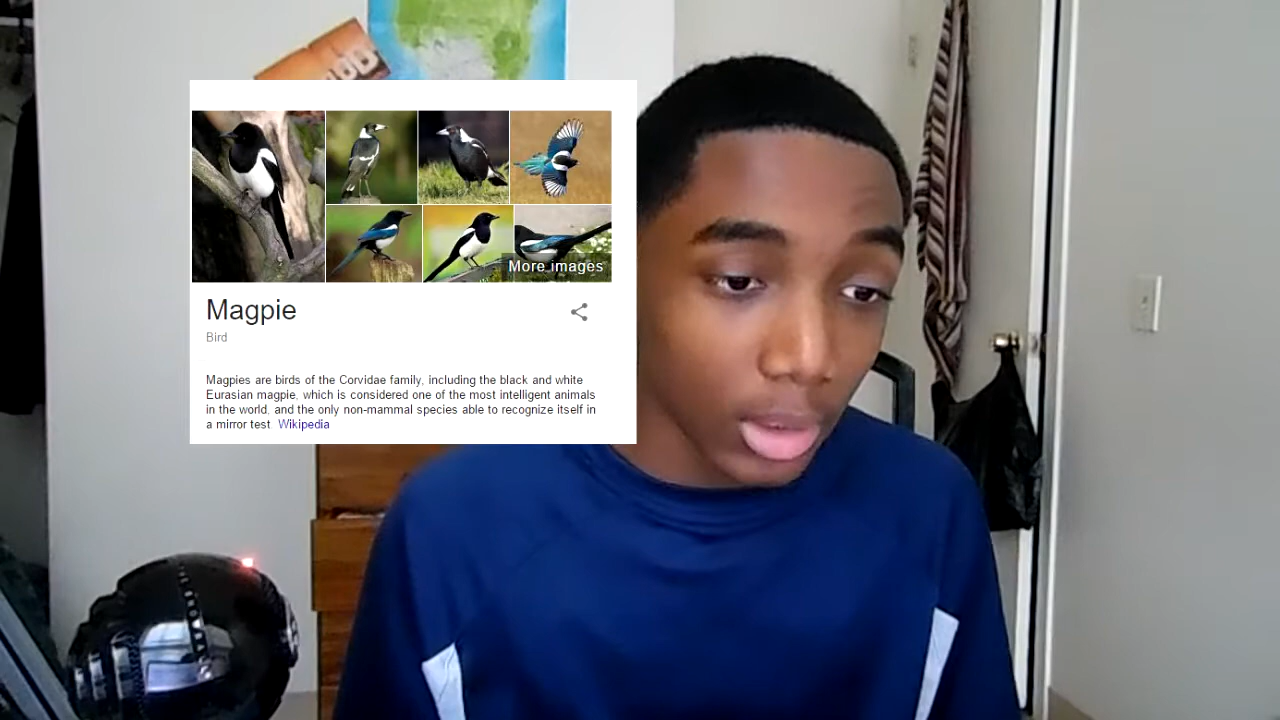 More images
Magpie
Bird
Magpies are birds of the Corvidae family, including the black and white
Eurasian magpie, which is considered one of the most intelligent animals
in the world, and the only non-mammal species able to recognize itself in
a mirror test Wikipedia